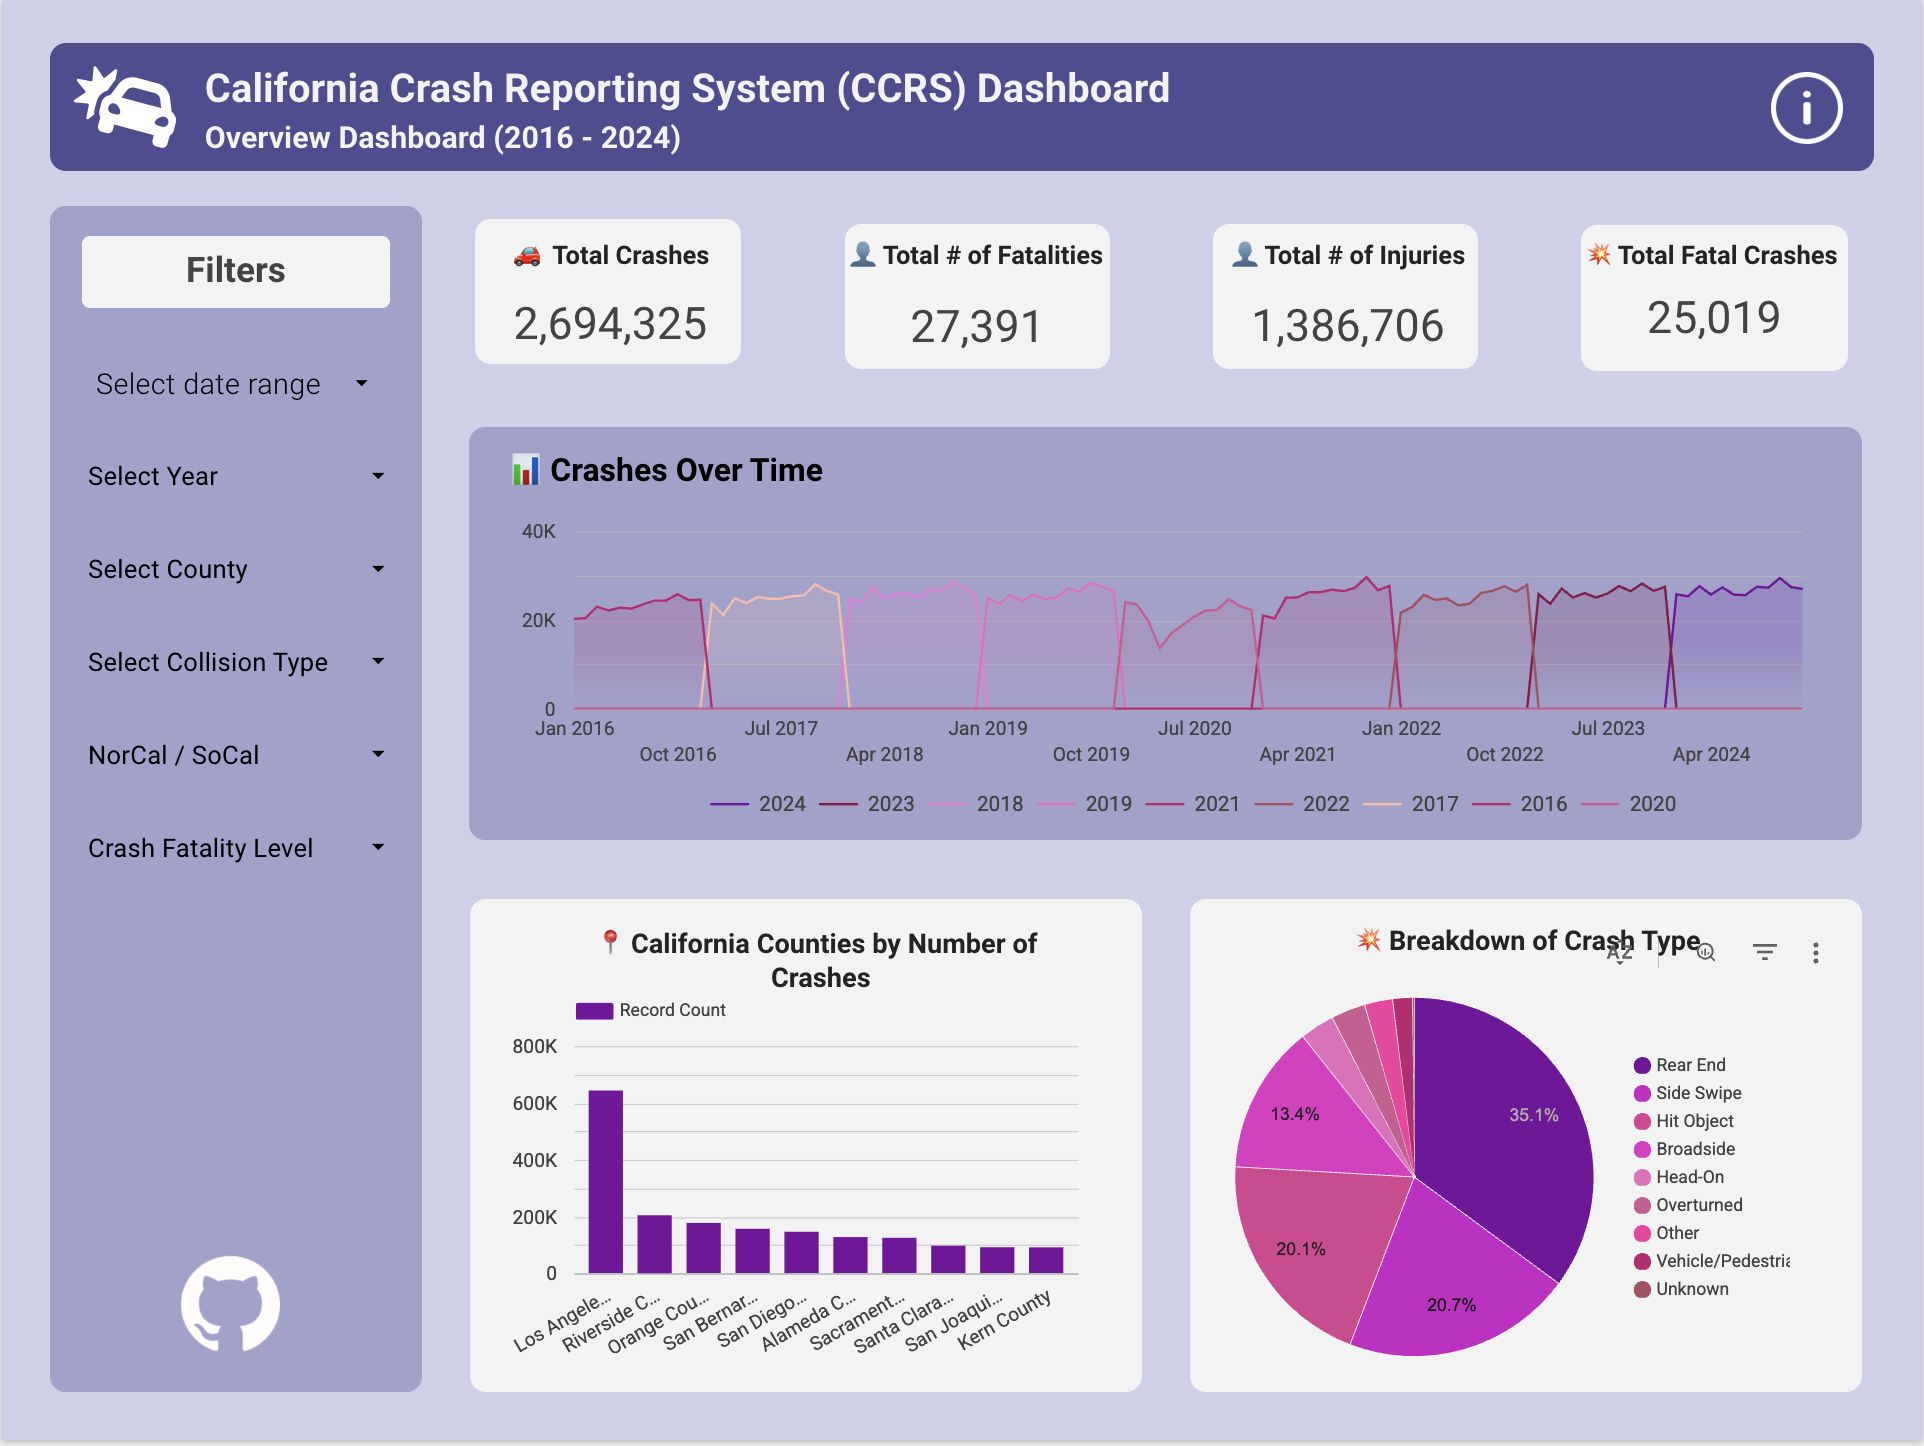 California Crash Reporting System (CCRS) Dashboard
Overview Dashboard (2016 - 2024)
Filters
Select date range
Select Year
Select County
Select Collision Type
NorCal / SoCal
Crash Fatality Level
Total Crashes
2,694,325
Total # of Fatalities
27,391
Total # of Injuries
1,386,706
Total Fatal Crashes
25,019
Crashes Over Time
40K
20K
0
Jan 2016
Oct 2016
Jul 2017
Apr 2018
Jan 2019
Oct 2019
Jul 2020
Apr 2021
Jan 2022
Oct 2022
Jul 2023
Apr 2024
2024
2023
2018
2019
2021
2022
2017
2016
2020
California Counties by Number of
Crashes
Record Count
800K
600K
400K
200K
0
Los Angele...
Riverside C...
Orange Cou...
San Bernar...
San Diego...
Alameda C...
Sacrament...
Santa Clara...
San Joaqui...
Kern County
Breakdown of Crash Type
AZ
35.1%
20.7%
20.1%
13.4%
Rear End
Side Swipe
Hit Object
Broadside
Head-On
Overturned
Other
Vehicle/Pedestria
Unknown